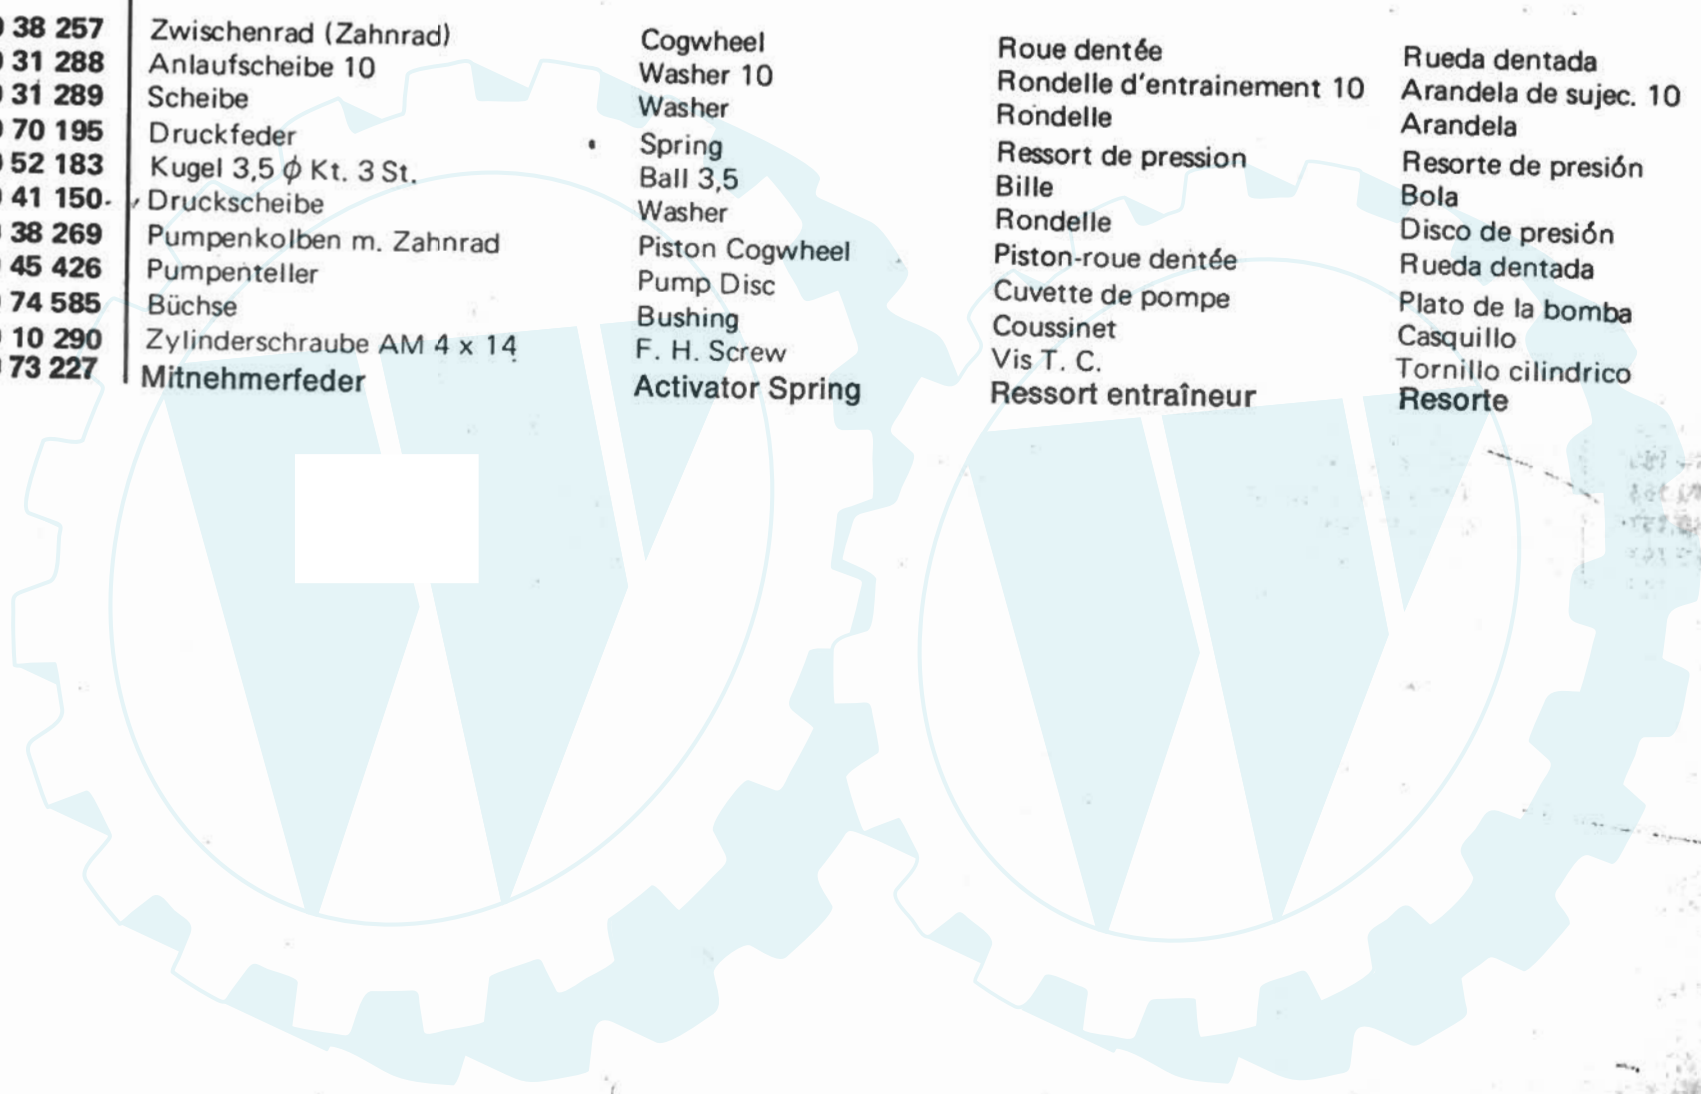 38 257 Zwischenrad (Zahnrad) Cogwheel Roue dentée Rueda dentada
31 288 Anlaufscheibe 10 Washer 10 Rondelle d'entrainement 10 Arandela de sujec. 10
31 289 Scheibe Washer Rondelle Arandela
70 195 Druckfeder Spring Ressort de pression Resorte de presión
52 183 Kugel 3,5 ϕ Kt. 3 St. Ball 3,5 Bille Bola
41 150 Druckscheibe Washer Rondelle Disco de presión
38 269 Pumpenkolben m. Zahnrad Piston Cogwheel Piston-roue dentée Rueda dentada
45 426 Pumpenteller Pump Disc Cuvette de pompe Plato de la bomba
74 585 Büchse Bushing Coussinet Casquillo
10 290 Zylinderschraube AM 4 x 14 F. H. Screw Vis T. C. Tornillo cilindrico
73 227 Mitnehmerfeder Activator Spring Ressort entraîneur Resorte